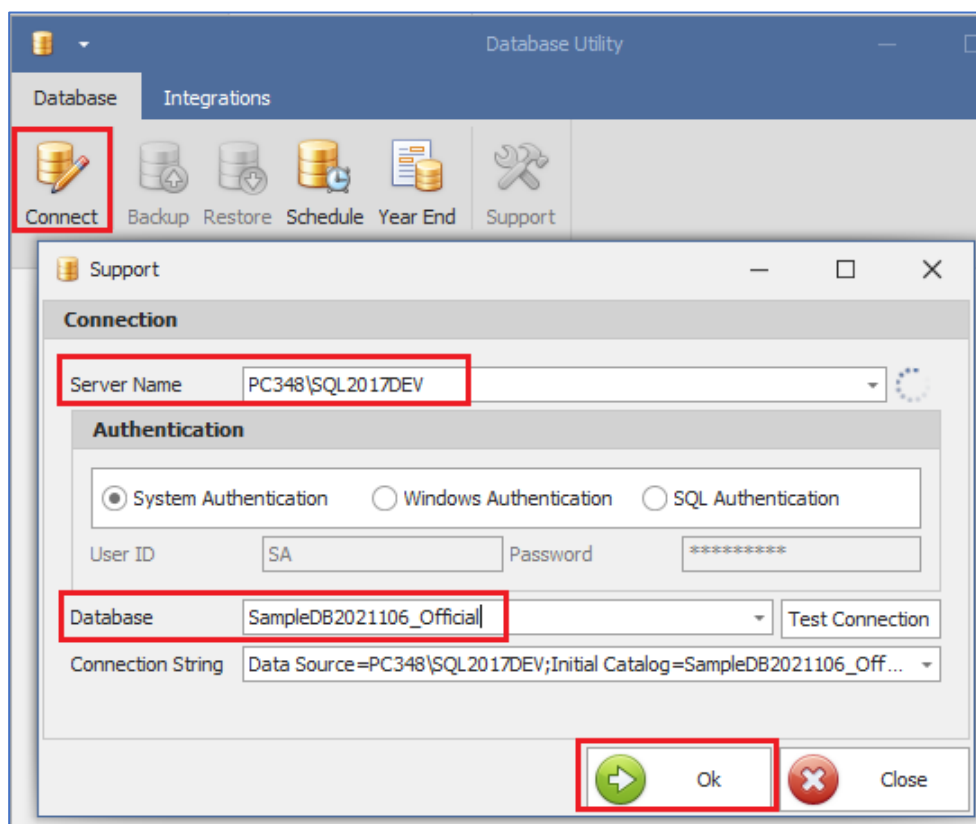 Database Utility
Database Integrations
Connect Backup Restore Schedule Year End Support
Support
Connection
Server Name PC348\SQL2017DEV
Authentication
System Authentication Windows Authentication SQL Authentication
User ID SA Password *********
Database SampleDB2021106_Official Test Connection
Connection String Data Source=PC348\SQL2017DEV;Initial Catalog=SampleDB2021106_Off...
Ok Close